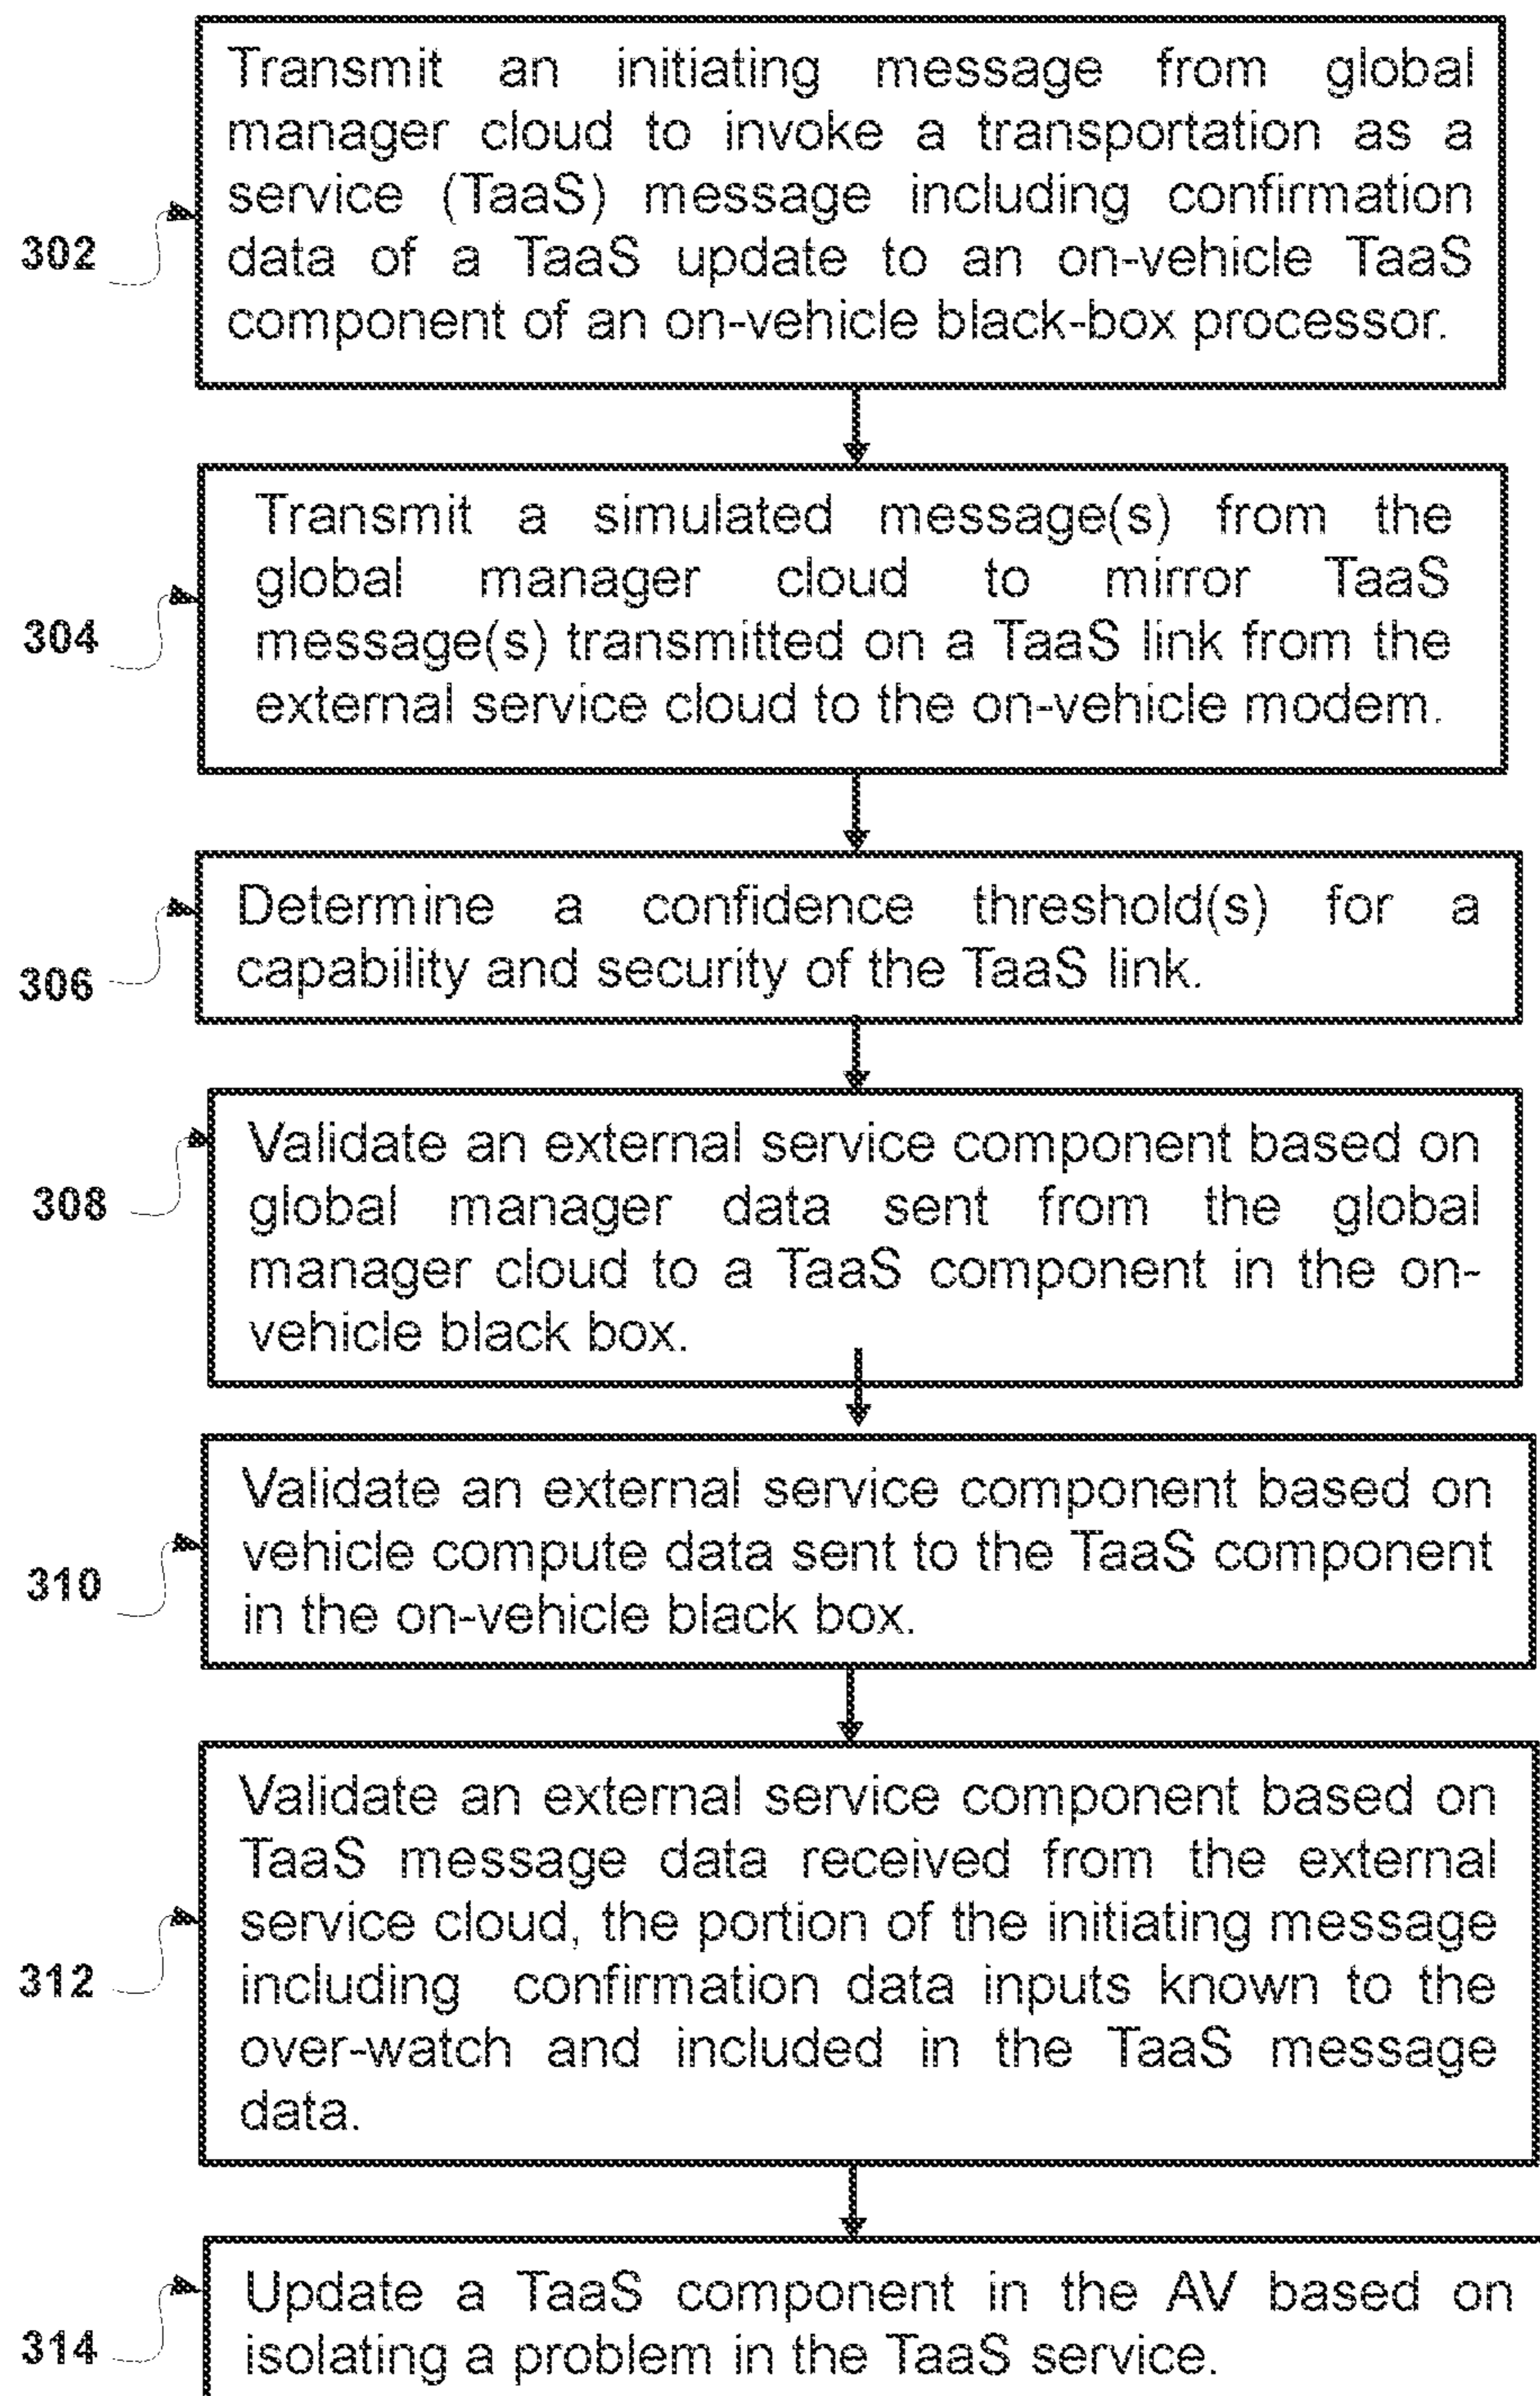 Transmit an initiating message from global
manager cloud to invoke a transportation as a
service (TaaS) message including confirmation
data of a TaaS update to an on-vehicle TaaS
component of an on-vehicle black-box processor.
302
Transmit a simulated message(s) from the
global manager cloud to mirror TaaS
message(s) transmitted on a TaaS link from the
external service cloud to the on-vehicle modem.
304
Determine a confidence threshold(s) for a
capability and security of the TaaS link.
306
Validate an external service component based on
global manager data sent from the global
manager cloud to a TaaS component in the on-
vehicle black box.
308
Validate an external service component based on
vehicle compute data sent to the TaaS component
in the on-vehicle black box.
310
Validate an external service component based on
TaaS message data received from the external
service cloud, the portion of the initiating message
including confirmation data inputs known to the
over-watch and included in the TaaS message
data.
312
Update a TaaS component in the AV based on
isolating a problem in the TaaS service.
314